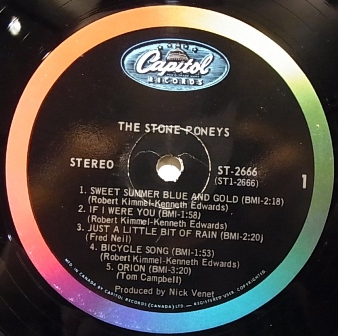 Capitol
RECORDS
THE STONE PONEYS
STEREO
ST-2666
(ST1-2666)
1
1. SWEET SUMMER BLUE AND GOLD (BMI-2:18)
(Robert Kimmel-Kenneth Edwards)
2. IF I WERE YOU (BMI-1:58)
(Robert Kimmel-Kenneth Edwards)
3. JUST A LITTLE BIT OF RAIN (BMI-2:20)
(Fred Neil)
4. BICYCLE SONG (BMI-1:53)
(Robert Kimmel-Kenneth Edwards)
5. ORION (BMI-3:20)
(Tom Campbell)
Produced by Nick Venet
MFD. IN CANADA BY CAPITOL RECORDS (CANADA) LTD.
REGISTERED USER. COPYRIGHTED.